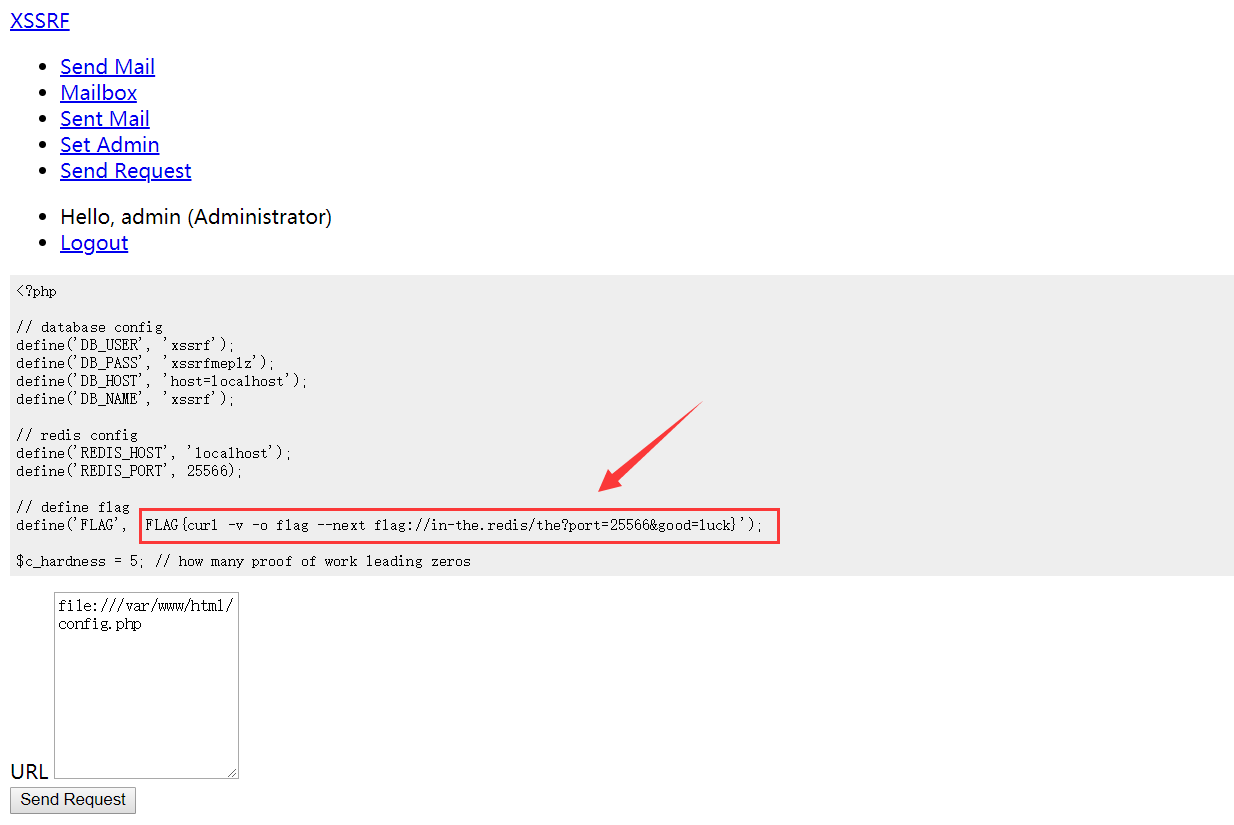 XSSRF
Send Mail
Mailbox
Sent Mail
Set Admin
Send Request
Hello, admin (Administrator)
Logout
<?php
// database config
define('DB_USER', 'xssrf');
define('DB_PASS', 'xssrfmeplz');
define('DB_HOST', 'host=localhost');
define('DB_NAME', 'xssrf');
// redis config
define('REDIS_HOST', 'localhost');
define('REDIS_PORT', 25566);
// define flag
define('FLAG', FLAG{curl -v -o flag --next flag://in-the.redis/the?port=25566&good=luck}');
$c_hardness = 5; // how many proof of work leading zeros
file:///var/www/html/
config.php
URL
Send Request